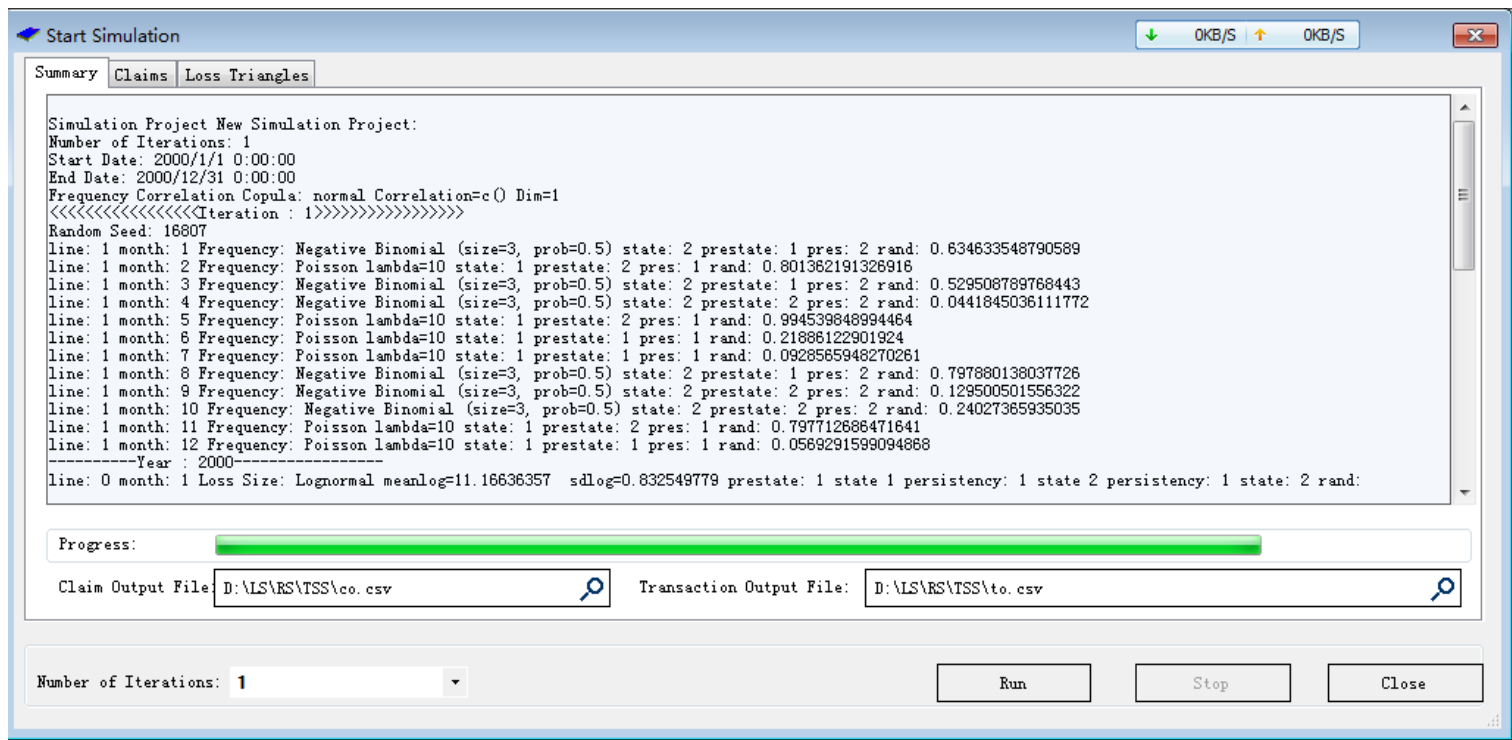 Start Simulation
0KB/S 0KB/S
Summary Claims Loss Triangles
Simulation Project New Simulation Project:
Number of Iterations: 1
Start Date: 2000/1/1 0:00:00
End Date: 2000/12/31 0:00:00
Frequency Correlation Copula: normal Correlation=c() Dim=1
<<<<<<<<<<<<<<<<<Iteration : 1>>>>>>>>>>>>>>>>>
Random Seed: 16807
line: 1 month: 1 Frequency: Negative Binomial (size=3, prob=0.5) state: 2 prestate: 1 pres: 2 rand: 0.634633548790589
line: 1 month: 2 Frequency: Poisson lambda=10 state: 1 prestate: 2 pres: 1 rand: 0.801362191326916
line: 1 month: 3 Frequency: Negative Binomial (size=3, prob=0.5) state: 2 prestate: 1 pres: 2 rand: 0.529508789768443
line: 1 month: 4 Frequency: Negative Binomial (size=3, prob=0.5) state: 2 prestate: 2 pres: 2 rand: 0.0441845036111772
line: 1 month: 5 Frequency: Poisson lambda=10 state: 1 prestate: 2 pres: 1 rand: 0.994539848994464
line: 1 month: 6 Frequency: Poisson lambda=10 state: 1 prestate: 1 pres: 1 rand: 0.21886122901924
line: 1 month: 7 Frequency: Poisson lambda=10 state: 1 prestate: 1 pres: 1 rand: 0.0928565948270261
line: 1 month: 8 Frequency: Negative Binomial (size=3, prob=0.5) state: 2 prestate: 1 pres: 2 rand: 0.797880138037726
line: 1 month: 9 Frequency: Negative Binomial (size=3, prob=0.5) state: 2 prestate: 2 pres: 2 rand: 0.129500501556322
line: 1 month: 10 Frequency: Negative Binomial (size=3, prob=0.5) state: 2 prestate: 2 pres: 2 rand: 0.24027365935035
line: 1 month: 11 Frequency: Poisson lambda=10 state: 1 prestate: 2 pres: 1 rand: 0.797712686471641
line: 1 month: 12 Frequency: Poisson lambda=10 state: 1 prestate: 1 pres: 1 rand: 0.0569291599094868
----------Year : 2000-----------------
line: 0 month: 1 Loss Size: Lognormal meanlog=11.16636357 sdlog=0.832549779 prestate: 1 state 1 persistency: 1 state 2 persistency: 1 state: 2 rand:
Progress:
Claim Output File: D:\LS\RS\TSS\co.csv Transaction Output File: D:\LS\RS\TSS\to.csv
Number of Iterations: 1 Run Stop Close